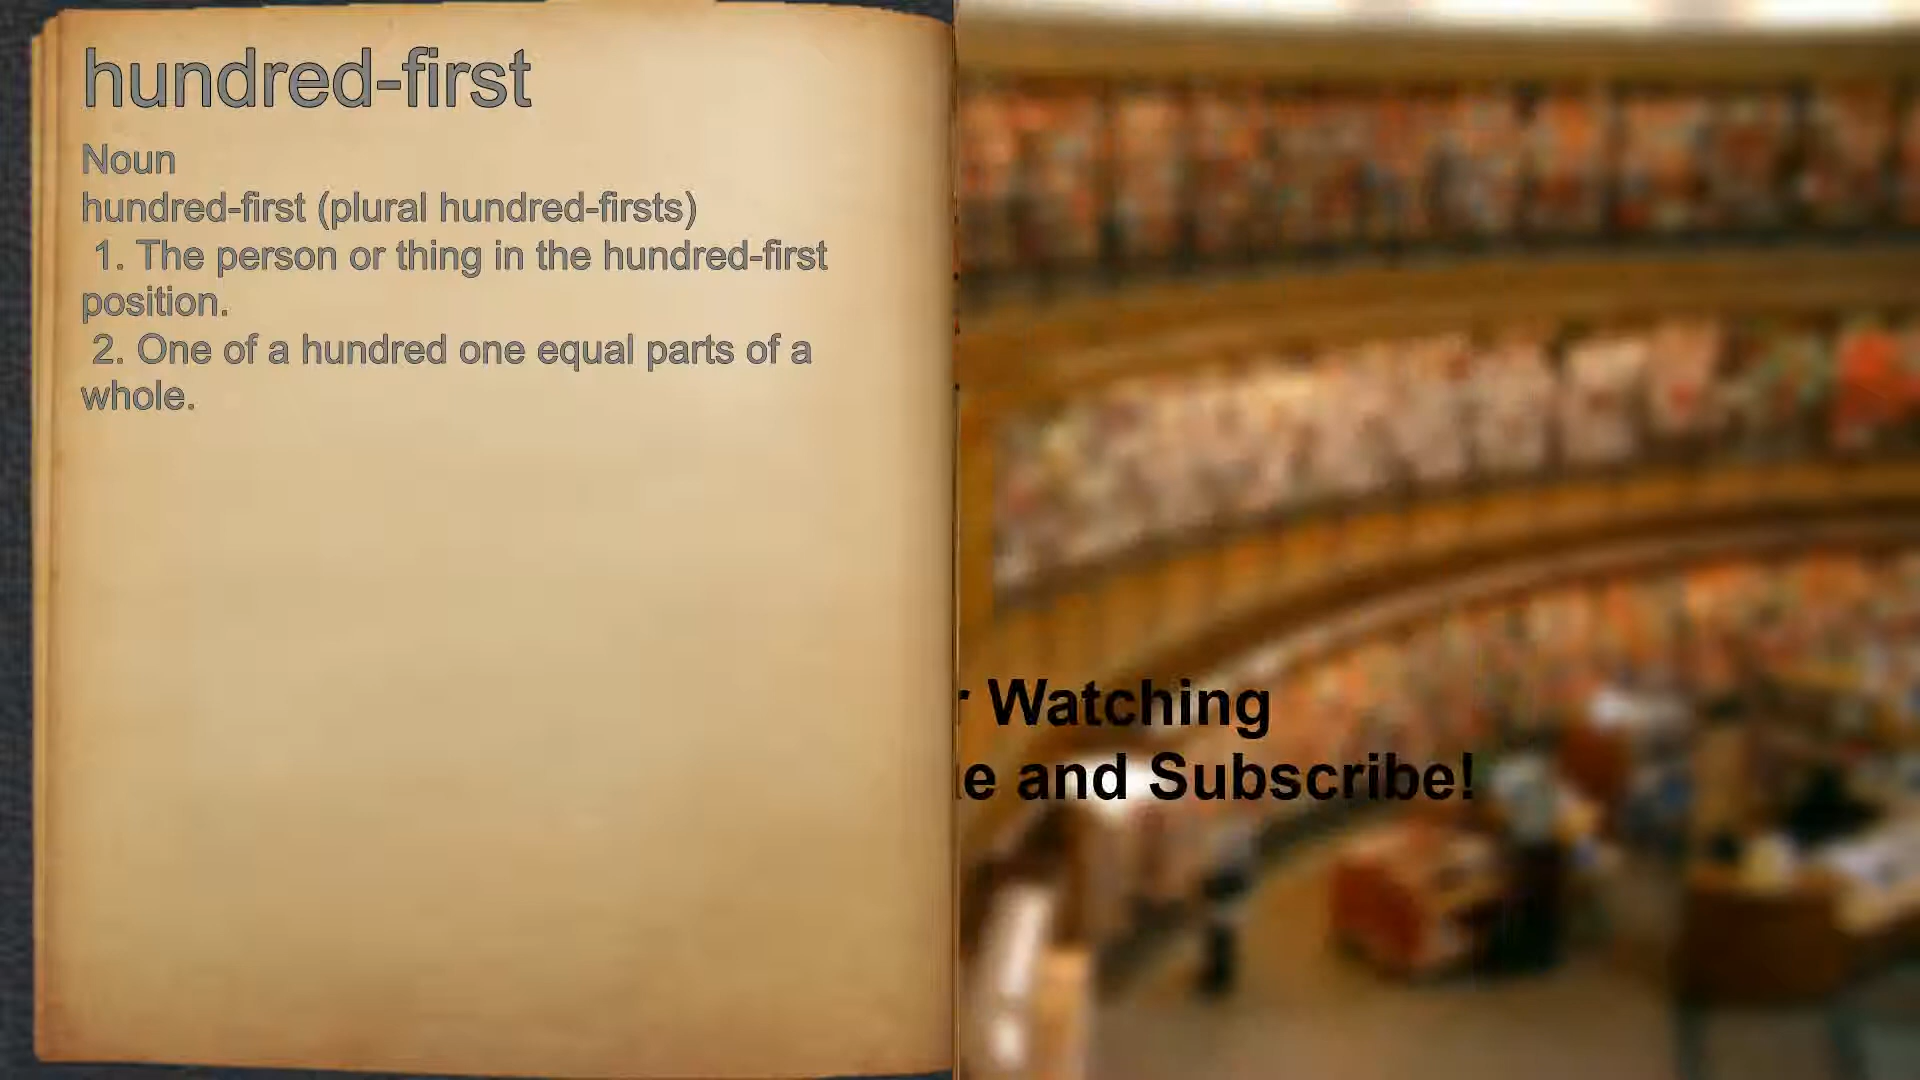 hundred-first
Noun
hundred-first (plural hundred-firsts)
1. The person or thing in the hundred-first
position.
2. One of a hundred one equal parts of a
whole.
Watching
and Subscribe!